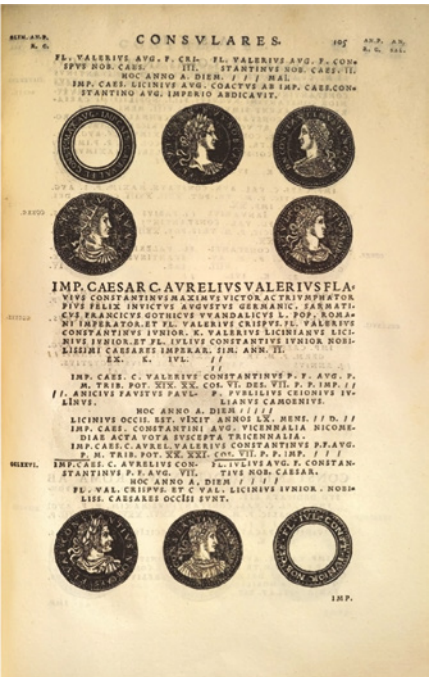 CONSVLARES. 105
FL. VALERIVS AVG. F. CRI- FL. VALERIVS AVG. F. CON-
SPVS NOB. CAES. III. STANTINVS NOB. CAES. II.
HOC ANNO A. DIEM. / / / MAI.
IMP. CAES. LICINIVS AVG. COACTVS AB IMP. CAES.CON-
STANTINO AVG. IMPERIO ABDICAVIT.
IMP. CAESAR C. AVRELIVS VALERIVS FLA-
VIVS CONSTANTINVS MAXIMVS VICTOR AC TRIVMPHATOR
PIVS FELIX INVICTVS AVGVSTVS GERMANIC. SARMATI-
CVS FRANCICVS GOTHICVS VVANDALICVS L. POP. ROMA-
NI IMPERATOR. ET FL. VALERIVS CRISPVS. FL. VALERIVS
CONSTANTINVS IVNIOR. K. VALERIVS LICINIANVS LICI-
NIVS IVNIOR. ET FL. IVLIVS CONSTANTIVS IVNIOR NOBI-
LISSIMI CAESARES IMPERAR. SIM. ANN. II.
EX. K. IVL. / /
/ /
IMP. CAES. C. VALERIVS CONSTANTINVS P. F. AVG. P.
M. TRIB. POT. XIX. XX. COS. VI. DES. VII. P. P. IMP. / /
//. ANICIVS FAVSTVS PAVL- P. PVBLILIVS CEIONIVS IV-
LINVS. LIANVS CAMOENIVS.
HOC ANNO A. DIEM / / / / /
LICINIVS OCCIS. EST. VIXIT ANNOS LX. MENS. / / D. / /
IMP. CAES. CONSTANTINI AVG. VICENNALIA NICOME-
DIAE ACTA VOTA SVSCEPTA TRICENNALIA.
IMP. CAES. C. AVREL. VALERIVS CONSTANTINVS P.F.AVG.
P. M. TRIB. POT. XX. XXI. COS. VII. P. P. IMP. / / /
IMP.CAES. C. AVRELIVS CON- FL. IVLIVS AVG. F. CONSTAN-
STANTINVS P. F. AVG. VII. TIVS NOB. CAESAR.
HOC ANNO A. DIEM / / / /
FL. VAL. CRISPVS. ET C VAL. LICINIVS IVNIOR. NOBI-
LISS. CAESARES OCCISI SVNT.
IMP.